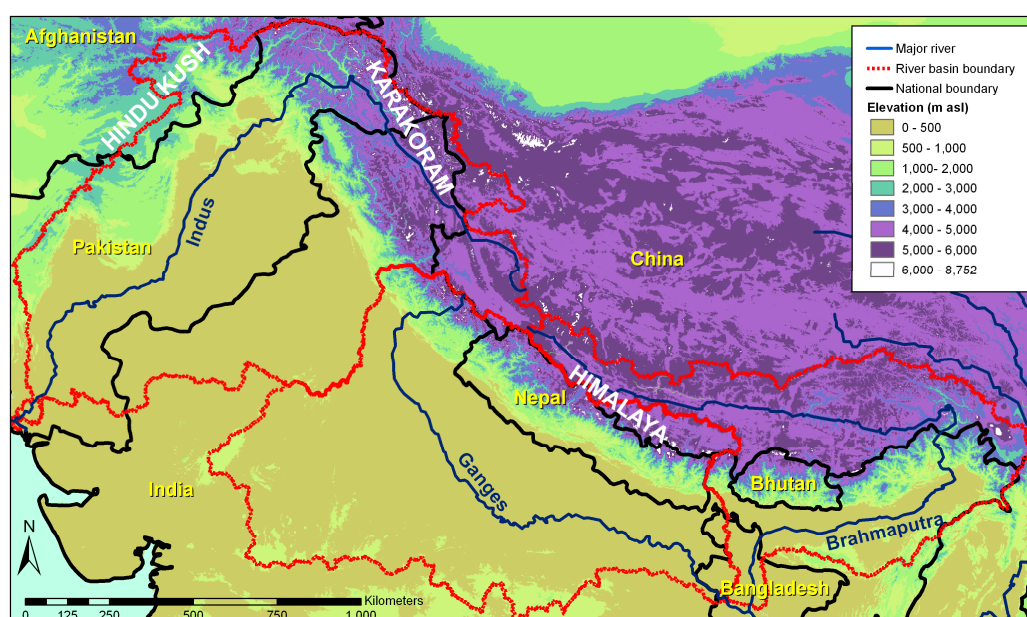 Afghanistan
HINDU KUSH
KARAKORAM
Major river
River basin boundary
National boundary
Elevation (m asl)
0 - 500
500 - 1,000
1,000- 2,000
2,000 - 3,000
3,000 - 4,000
4,000 - 5,000
5,000 - 6,000
6,000 - 8,752
Indus
Pakistan
China
HIMALAYA
Nepal
India
Ganges
Bhutan
Brahmaputra
Bangladesh
N
Kilometers
0 125 250 500 750 1,000